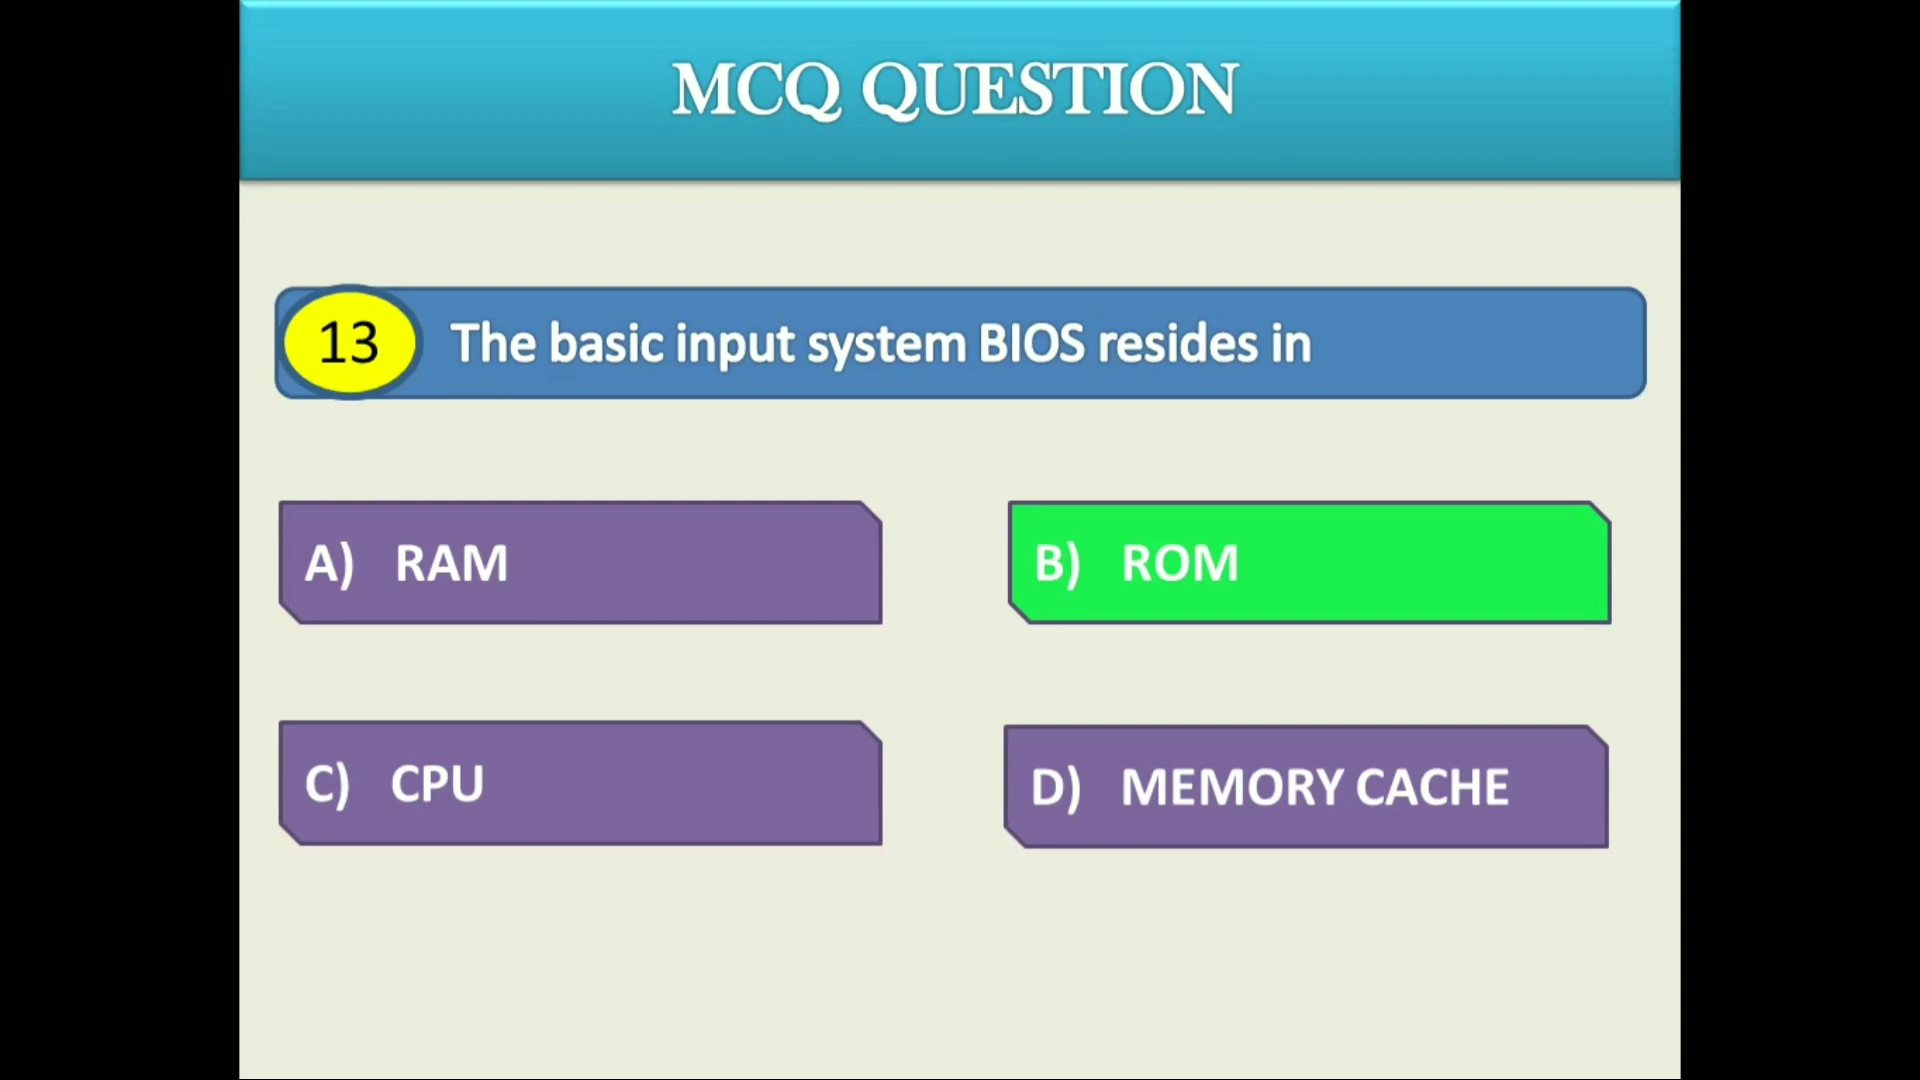 MCQ QUESTION
13 The basic input system BIOS resides in
A) RAM
B) ROM
C) CPU
D) MEMORY CACHE